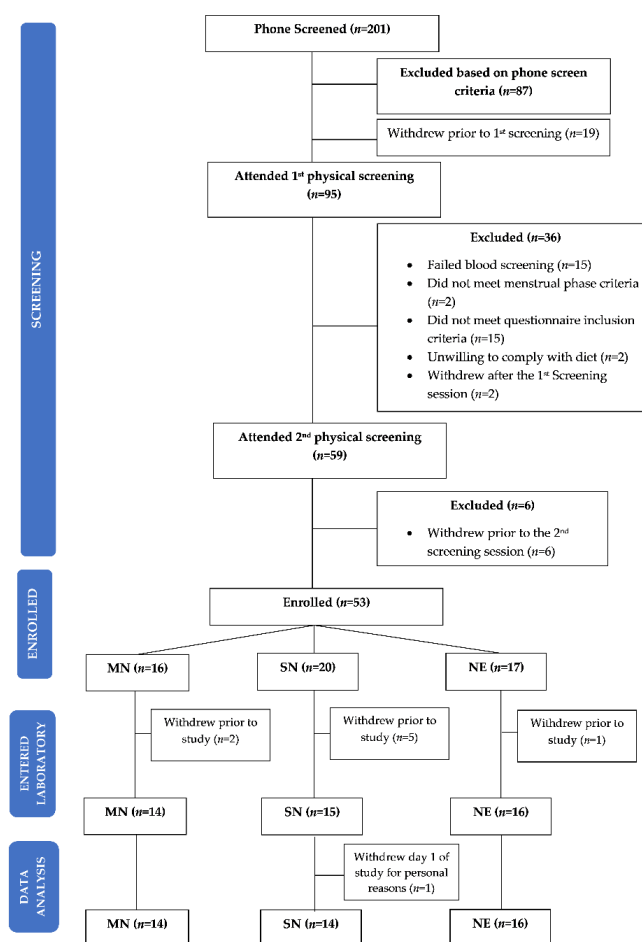 Phone Screened (n=201)
Excluded based on phone screen
criteria (n=87)
Withdrew prior to 1st screening (n=19)
Attended 1st physical screening
(n=95)
SCREENING
Excluded (n=36)
• Failed blood screening (n=15)
• Did not meet menstrual phase criteria
(n=2)
• Did not meet questionnaire inclusion
criteria (n=15)
• Unwilling to comply with diet (n=2)
• Withdrew after the 1st Screening
session (n=2)
Attended 2nd physical screening
(n=59)
Excluded (n=6)
• Withdrew prior to the 2nd
screening session (n=6)
ENROLLED
Enrolled (n=53)
MN (n=16)
SN (n=20)
NE (n=17)
ENTERED
LABORATORY
Withdrew prior to
study (n=2)
Withdrew prior to
study (n=5)
Withdrew prior to
study (n=1)
MN (n=14)
SN (n=15)
NE (n=16)
DATA
ANALYSIS
Withdrew day 1 of
study for personal
reasons (n=1)
MN (n=14)
SN (n=14)
NE (n=16)